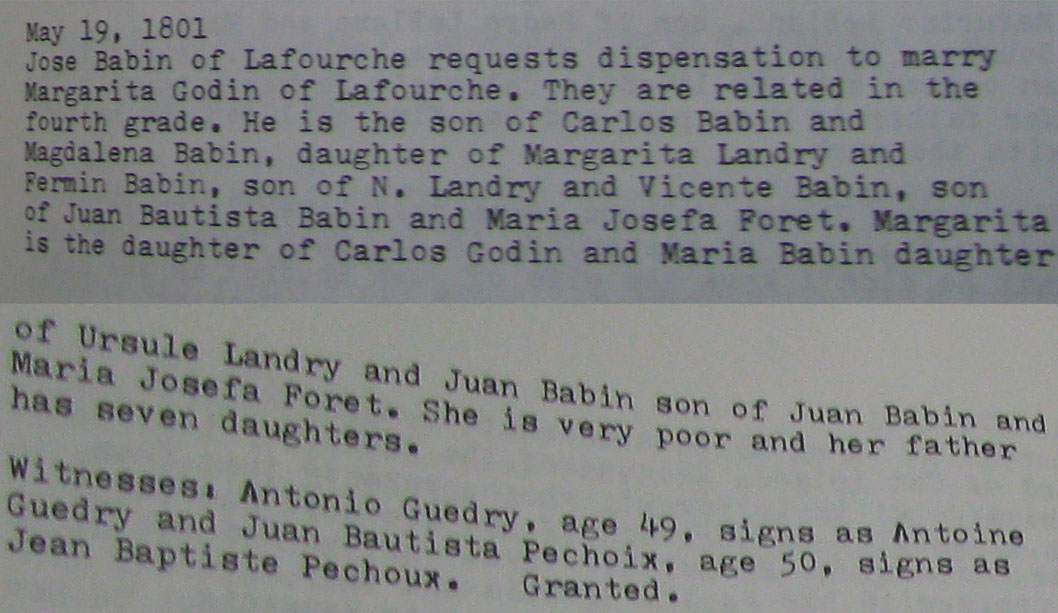 May 19, 1801
Jose Babin of Lafourche requests dispensation to marry
Margarita Godin of Lafourche. They are related in the
fourth grade. He is the son of Carlos Babin and
Magdalena Babin, daughter of Margarita Landry and
Fermin Babin, son of N. Landry and Vicente Babin, son
of Juan Bautista Babin and Maria Josefa Foret. Margarita
is the daughter of Carlos Godin and Maria Babin daughter
of Ursule Landry and Juan Babin son of Juan Babin and
Maria Josefa Foret. She is very poor and her father
has seven daughters.
Witnesses: Antonio Guedry, age 49, signs as Antoine
Guedry and Juan Bautista Pechoix, age 50, signs as
Jean Baptiste Pechoux. Granted.